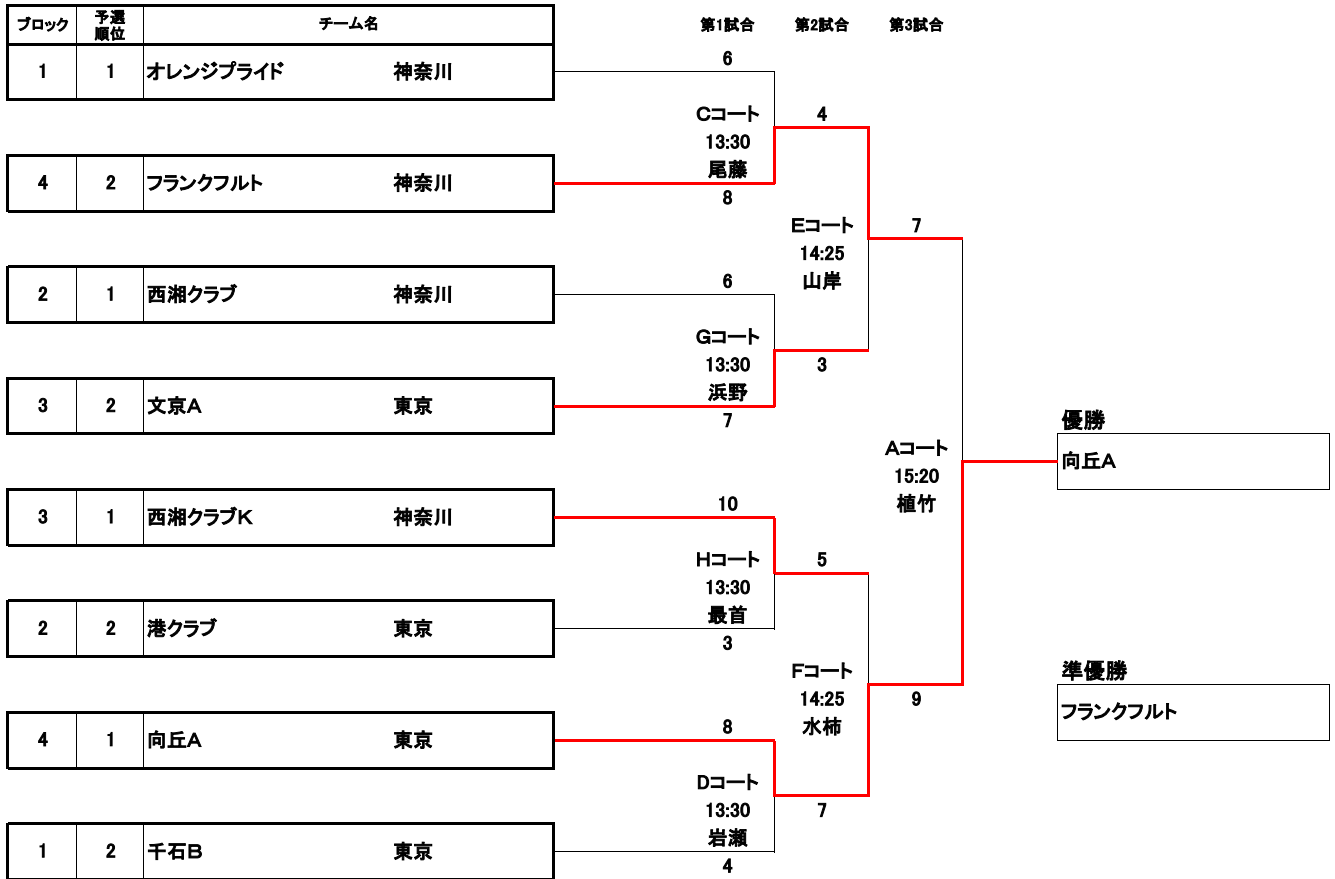 ブロック 予選順位 チーム名 第1試合 第2試合 第3試合
6
1 1 オレンジプライド 神奈川
Cコート 4
13:30
尾藤
4 2 フランクフルト 神奈川
8
Eコート 7
14:25
山岸
6
2 1 西湘クラブ 神奈川
Gコート
13:30 3
浜野
3 2 文京A 東京
7
優勝
Aコート
向丘A
15:20
植竹
10
3 1 西湘クラブK 神奈川
Hコート 5
13:30
最首
2 2 港クラブ 東京
3
Fコート
準優勝
14:25 9
水柿
フランクフルト
8
4 1 向丘A 東京
Dコート
13:30 7
岩瀬
1 2 千石B 東京
4